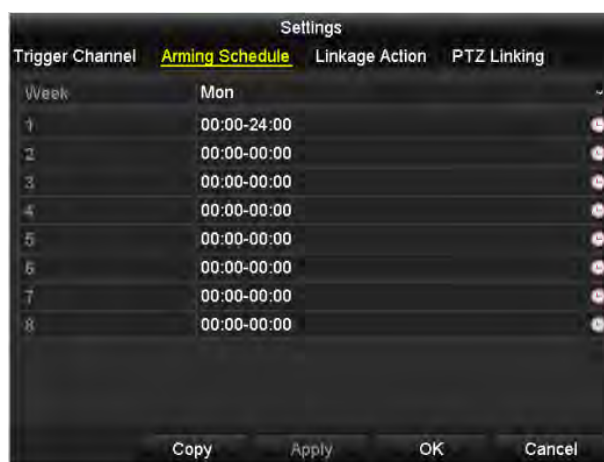 Settings
Trigger Channel Arming Schedule Linkage Action PTZ Linking
Week Mon
1 00:00-24:00
2 00:00-00:00
3 00:00-00:00
4 00:00-00:00
5 00:00-00:00
6 00:00-00:00
7 00:00-00:00
8 00:00-00:00
Copy Apply OK Cancel